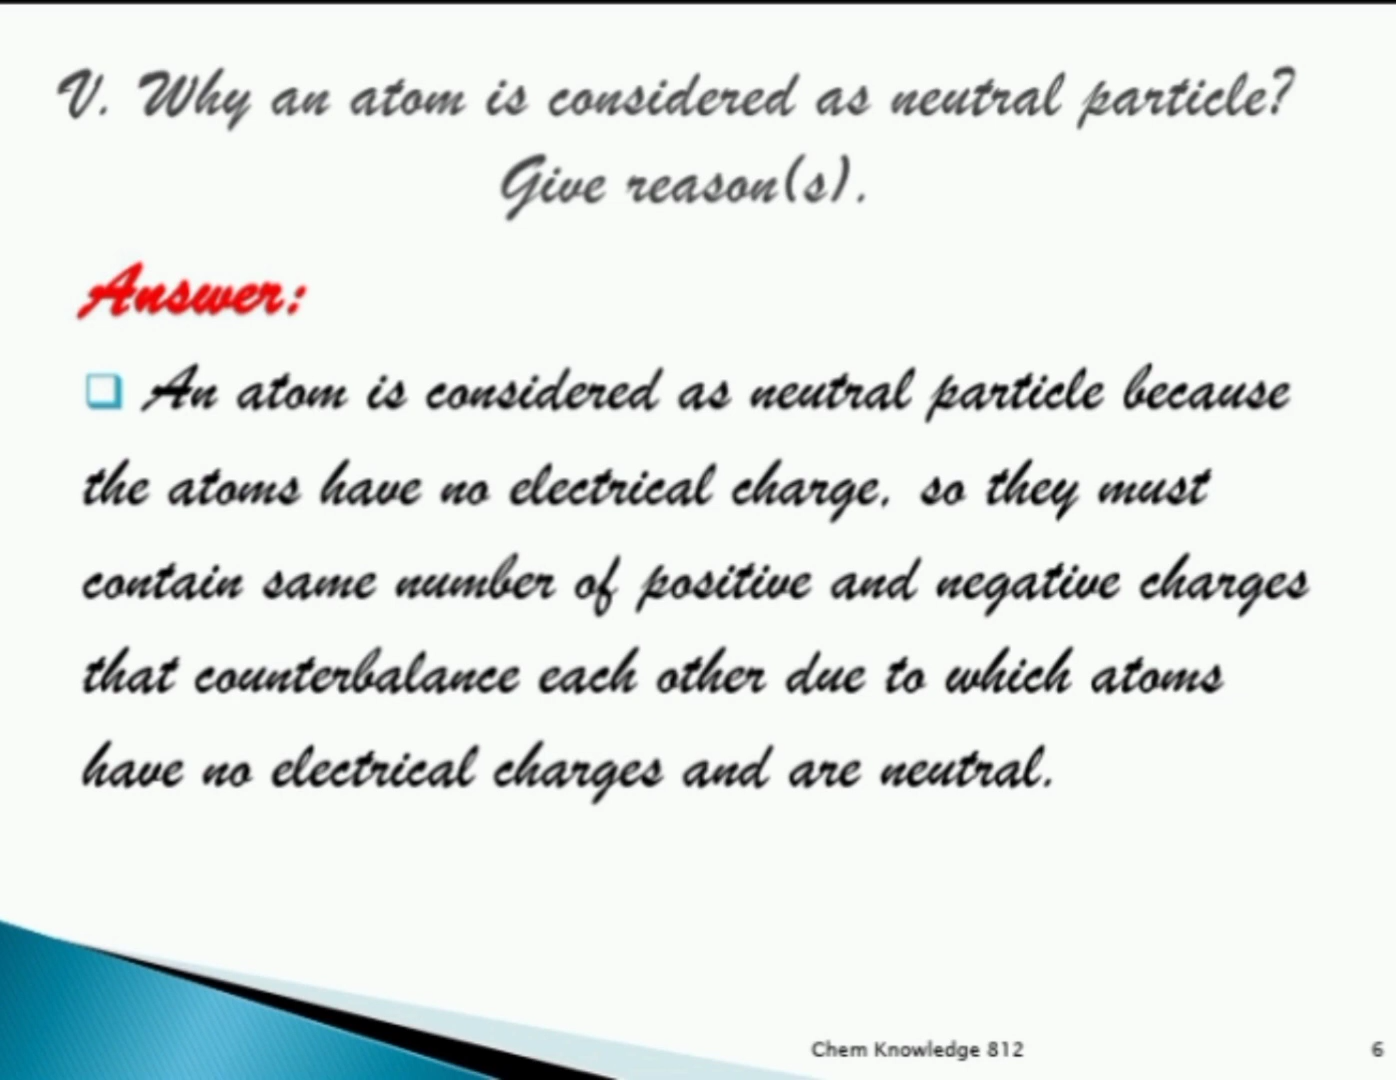 V. Why an atom is considered as neutral particle?
Give reason(s).
Answer:
An atom is considered as neutral particle because
the atoms have no electrical charge, so they must
contain same number of positive and negative charges
that counterbalance each other due to which atoms
have no electrical charges and are neutral.
Chem Knowledge 812
6